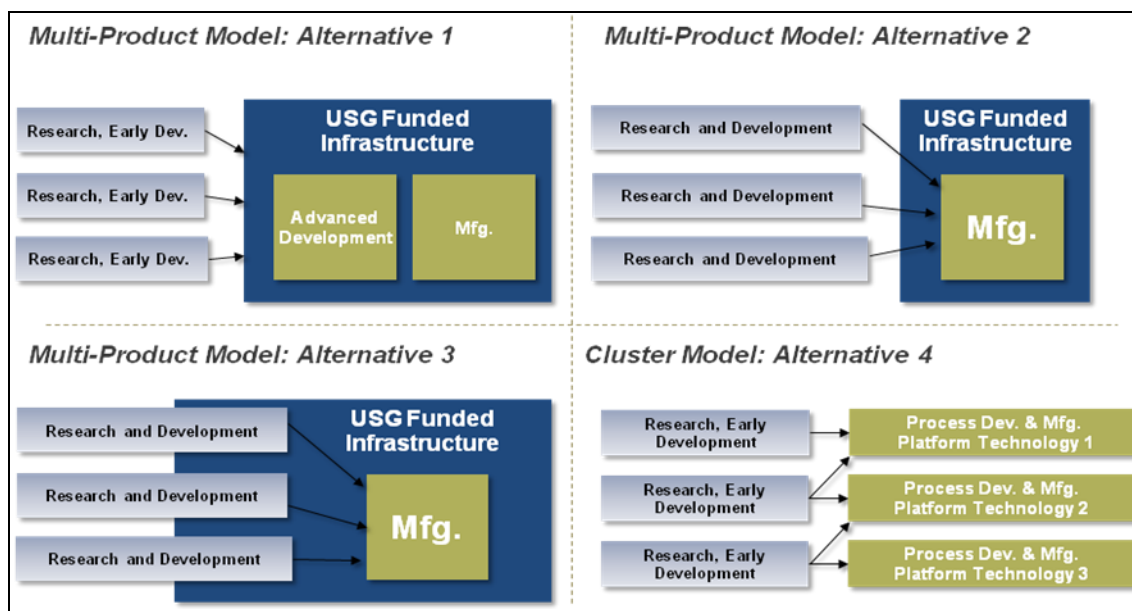 Multi-Product Model: Alternative 1
USG Funded
Infrastructure
Research, Early Dev.
Research, Early Dev.
Research, Early Dev.
Advanced
Development
Mfg.
Multi-Product Model: Alternative 2
USG Funded
Infrastructure
Research and Development
Research and Development
Research and Development
Mfg.
Multi-Product Model: Alternative 3
USG Funded
Infrastructure
Research and Development
Research and Development
Research and Development
Mfg.
Cluster Model: Alternative 4
Research, Early
Development
Process Dev. & Mfg.
Platform Technology 1
Research, Early
Development
Process Dev. & Mfg.
Platform Technology 2
Research, Early
Development
Process Dev. & Mfg.
Platform Technology 3